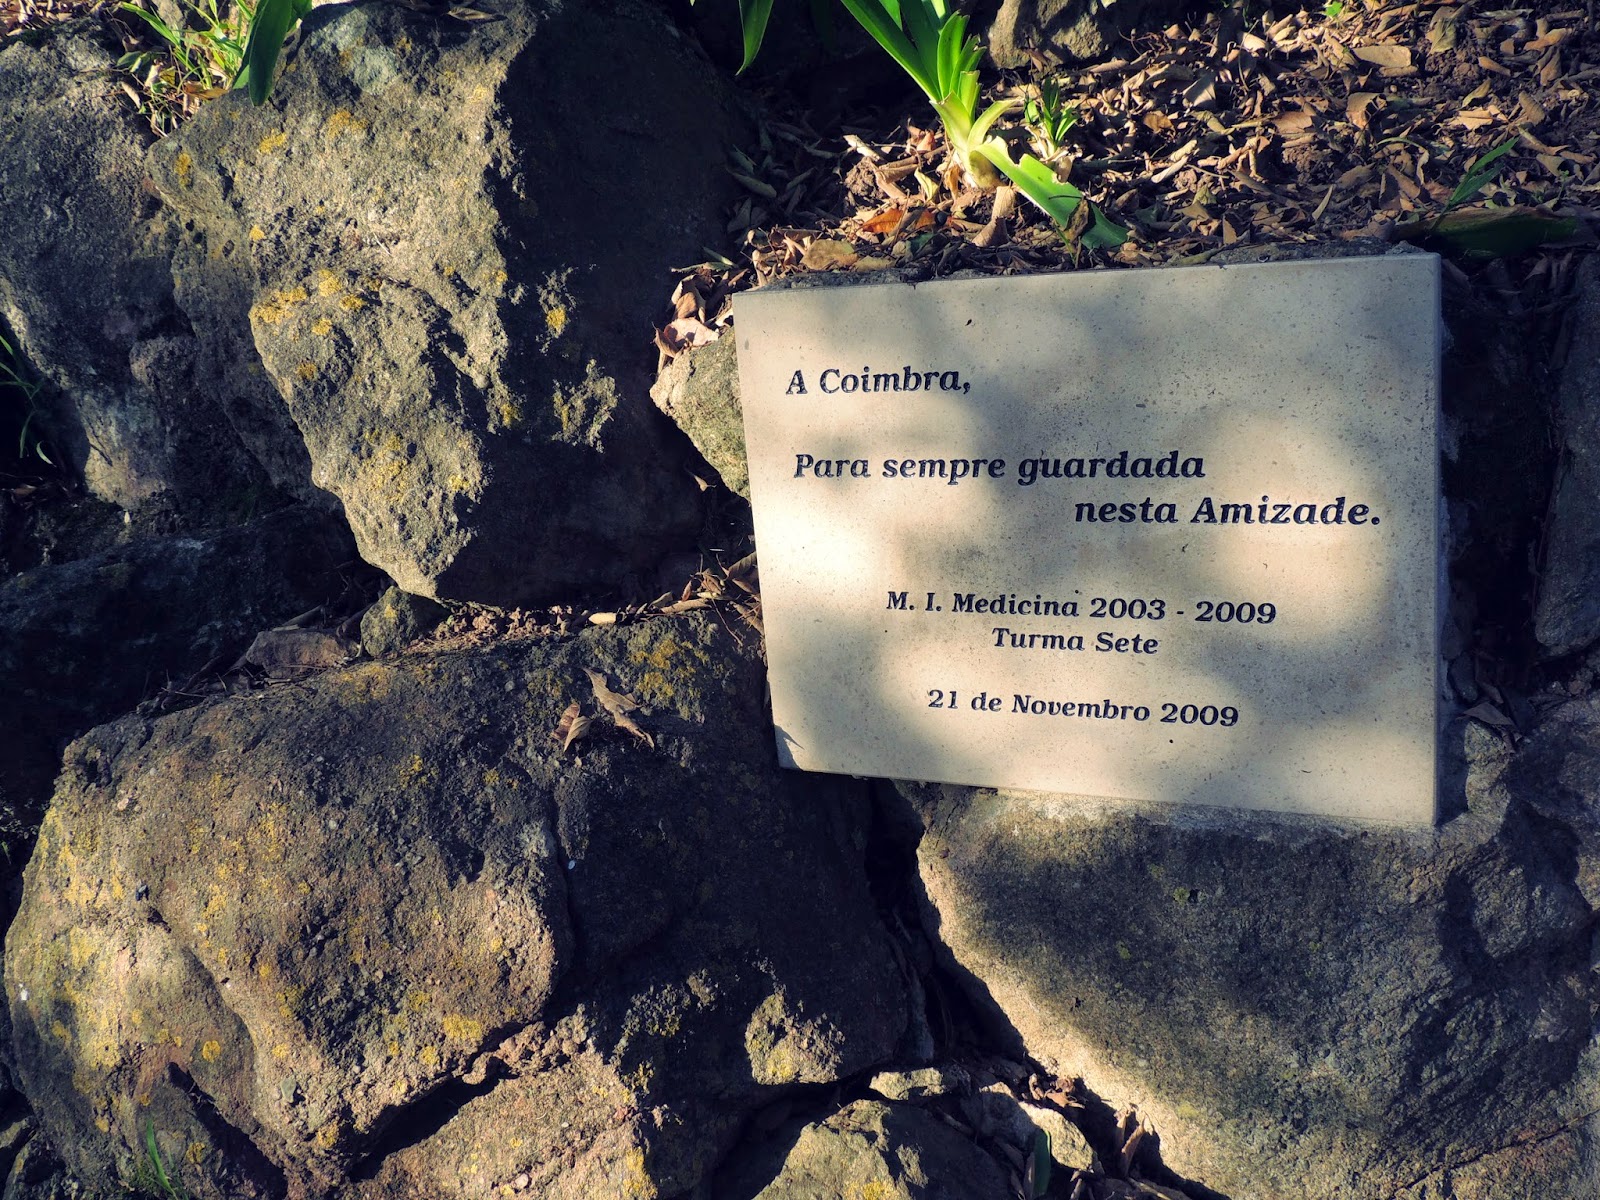 A Coimbra,
Para sempre guardada
nesta Amizade.
M. I. Medicina 2003 - 2009
Turma Sete
21 de Novembro 2009